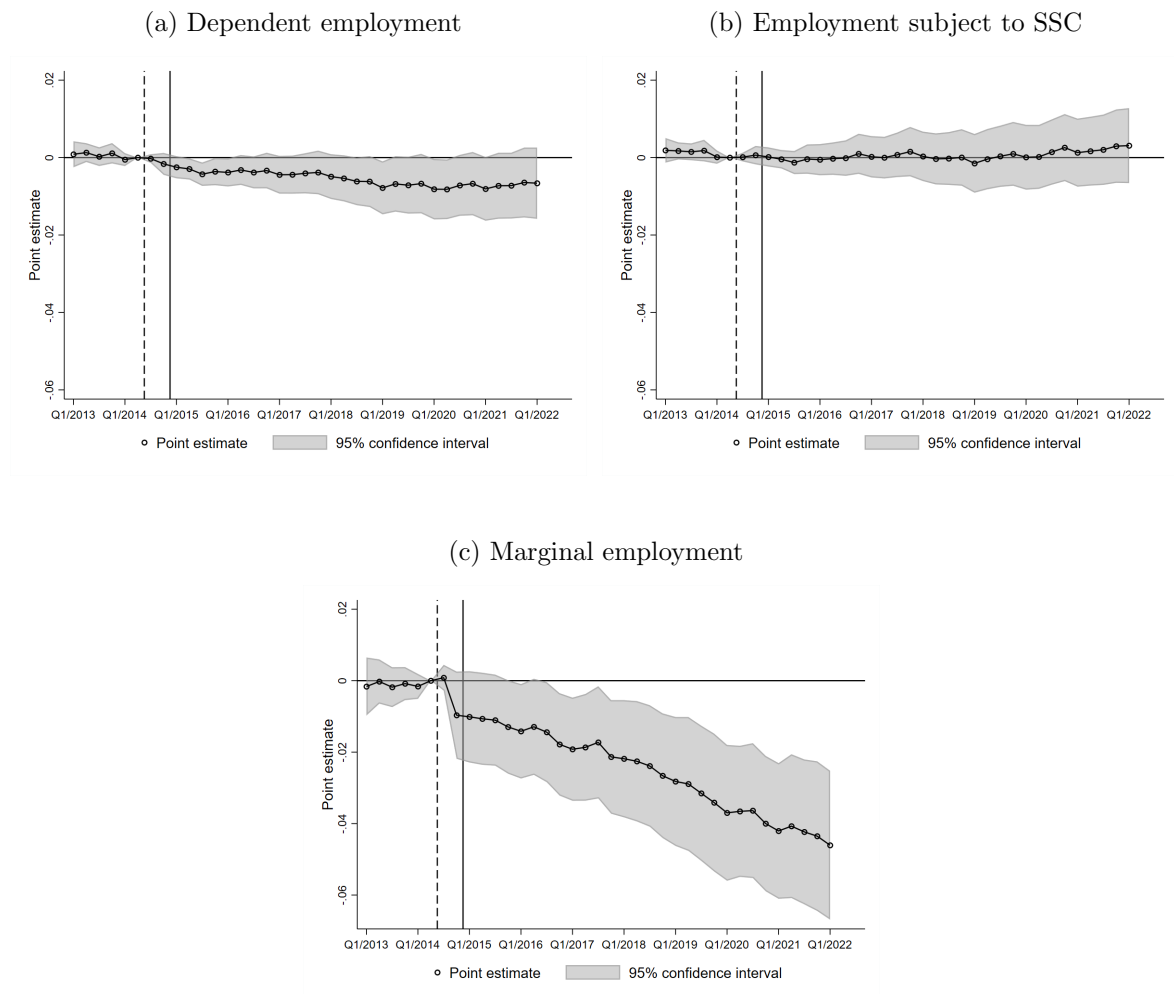 (a) Dependent employment
.02
0
-.02
-.04
-.06
Point estimate
Q1/2013 Q1/2014 Q1/2015 Q1/2016 Q1/2017 Q1/2018 Q1/2019 Q1/2020 Q1/2021 Q1/2022
Point estimate 95% confidence interval
(b) Employment subject to SSC
.02
0
-.02
-.04
-.06
Point estimate
Q1/2013 Q1/2014 Q1/2015 Q1/2016 Q1/2017 Q1/2018 Q1/2019 Q1/2020 Q1/2021 Q1/2022
Point estimate 95% confidence interval
(c) Marginal employment
.02
0
-.02
-.04
-.06
Point estimate
Q1/2013 Q1/2014 Q1/2015 Q1/2016 Q1/2017 Q1/2018 Q1/2019 Q1/2020 Q1/2021 Q1/2022
Point estimate 95% confidence interval